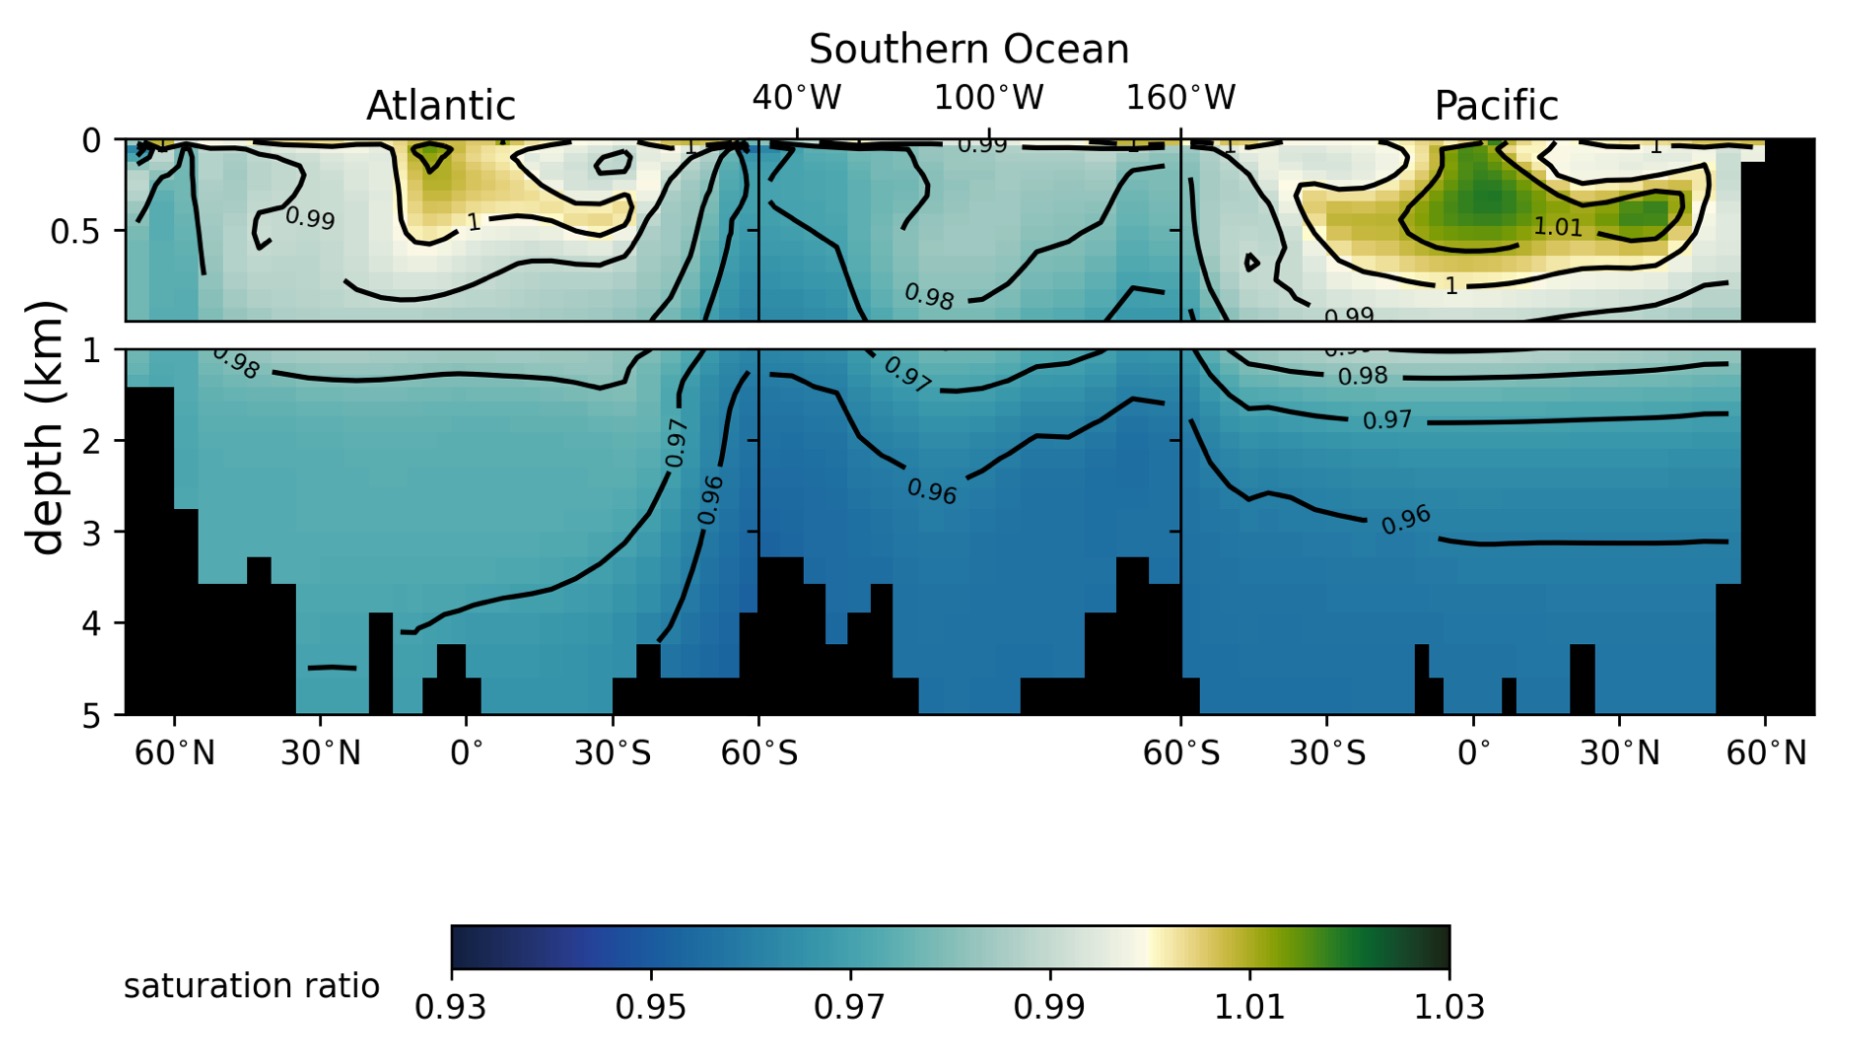 Southern Ocean
Atlantic 40°W 100°W 160°W Pacific
0
0.5
1
2
3
4
5
depth (km)
1 1 0.99 1 1 1
0.99 1 1.01
0.98 1
0.99
0.98 0.97 0.98
0.97 0.97
0.96 0.96 0.96
60°N 30°N 0° 30°S 60°S 60°S 30°S 0° 30°N 60°N
saturation ratio
0.93 0.95 0.97 0.99 1.01 1.03